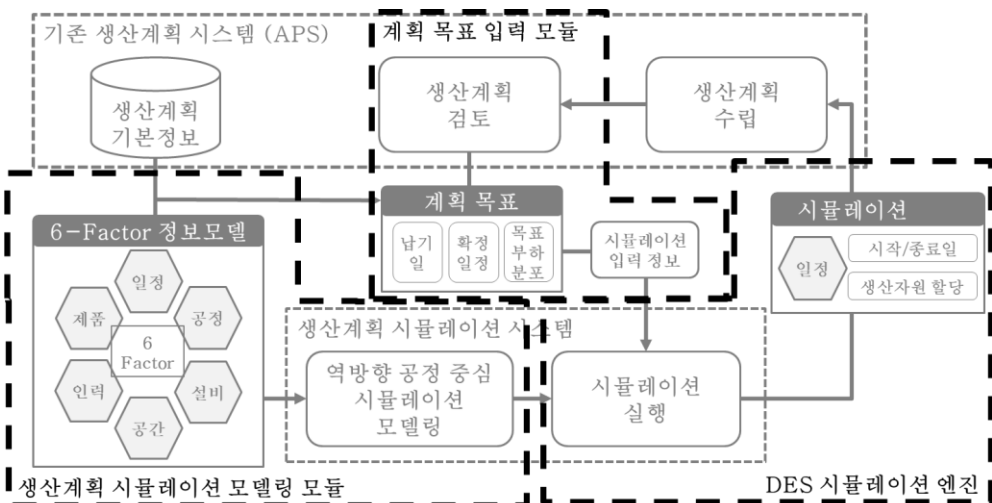 기존 생산계획 시스템 (APS)
계획 목표 입력 모듈
생산계획
기본정보
생산계획
검토
생산계획
수립
6-Factor 정보모델
일정
제품
공정
6
Factor
인력
설비
공간
계획 목표
납기
일
확정
일정
목표
부하
분포
시뮬레이션
입력 정보
시뮬레이션
일정
시작/종료일
생산자원 할당
생산계획 시뮬레이션 시스템
역방향 공정 중심
시뮬레이션
모델링
시뮬레이션
실행
생산계획 시뮬레이션 모델링 모듈
DES 시뮬레이션 엔진